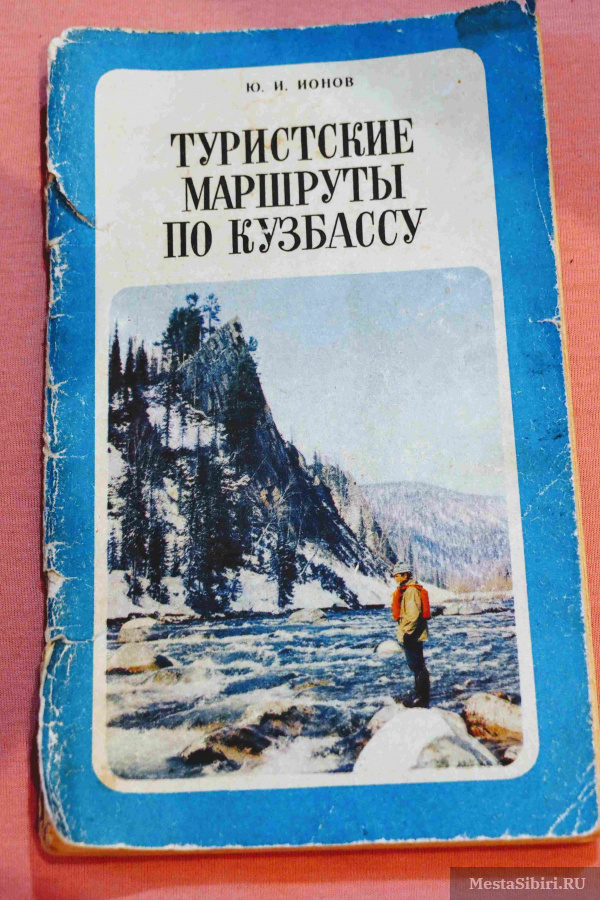 Ю. И. ИОНОВ
ТУРИСТСКИЕ
МАРШРУТЫ
ПО КУЗБАССУ
MestaSibiri.RU